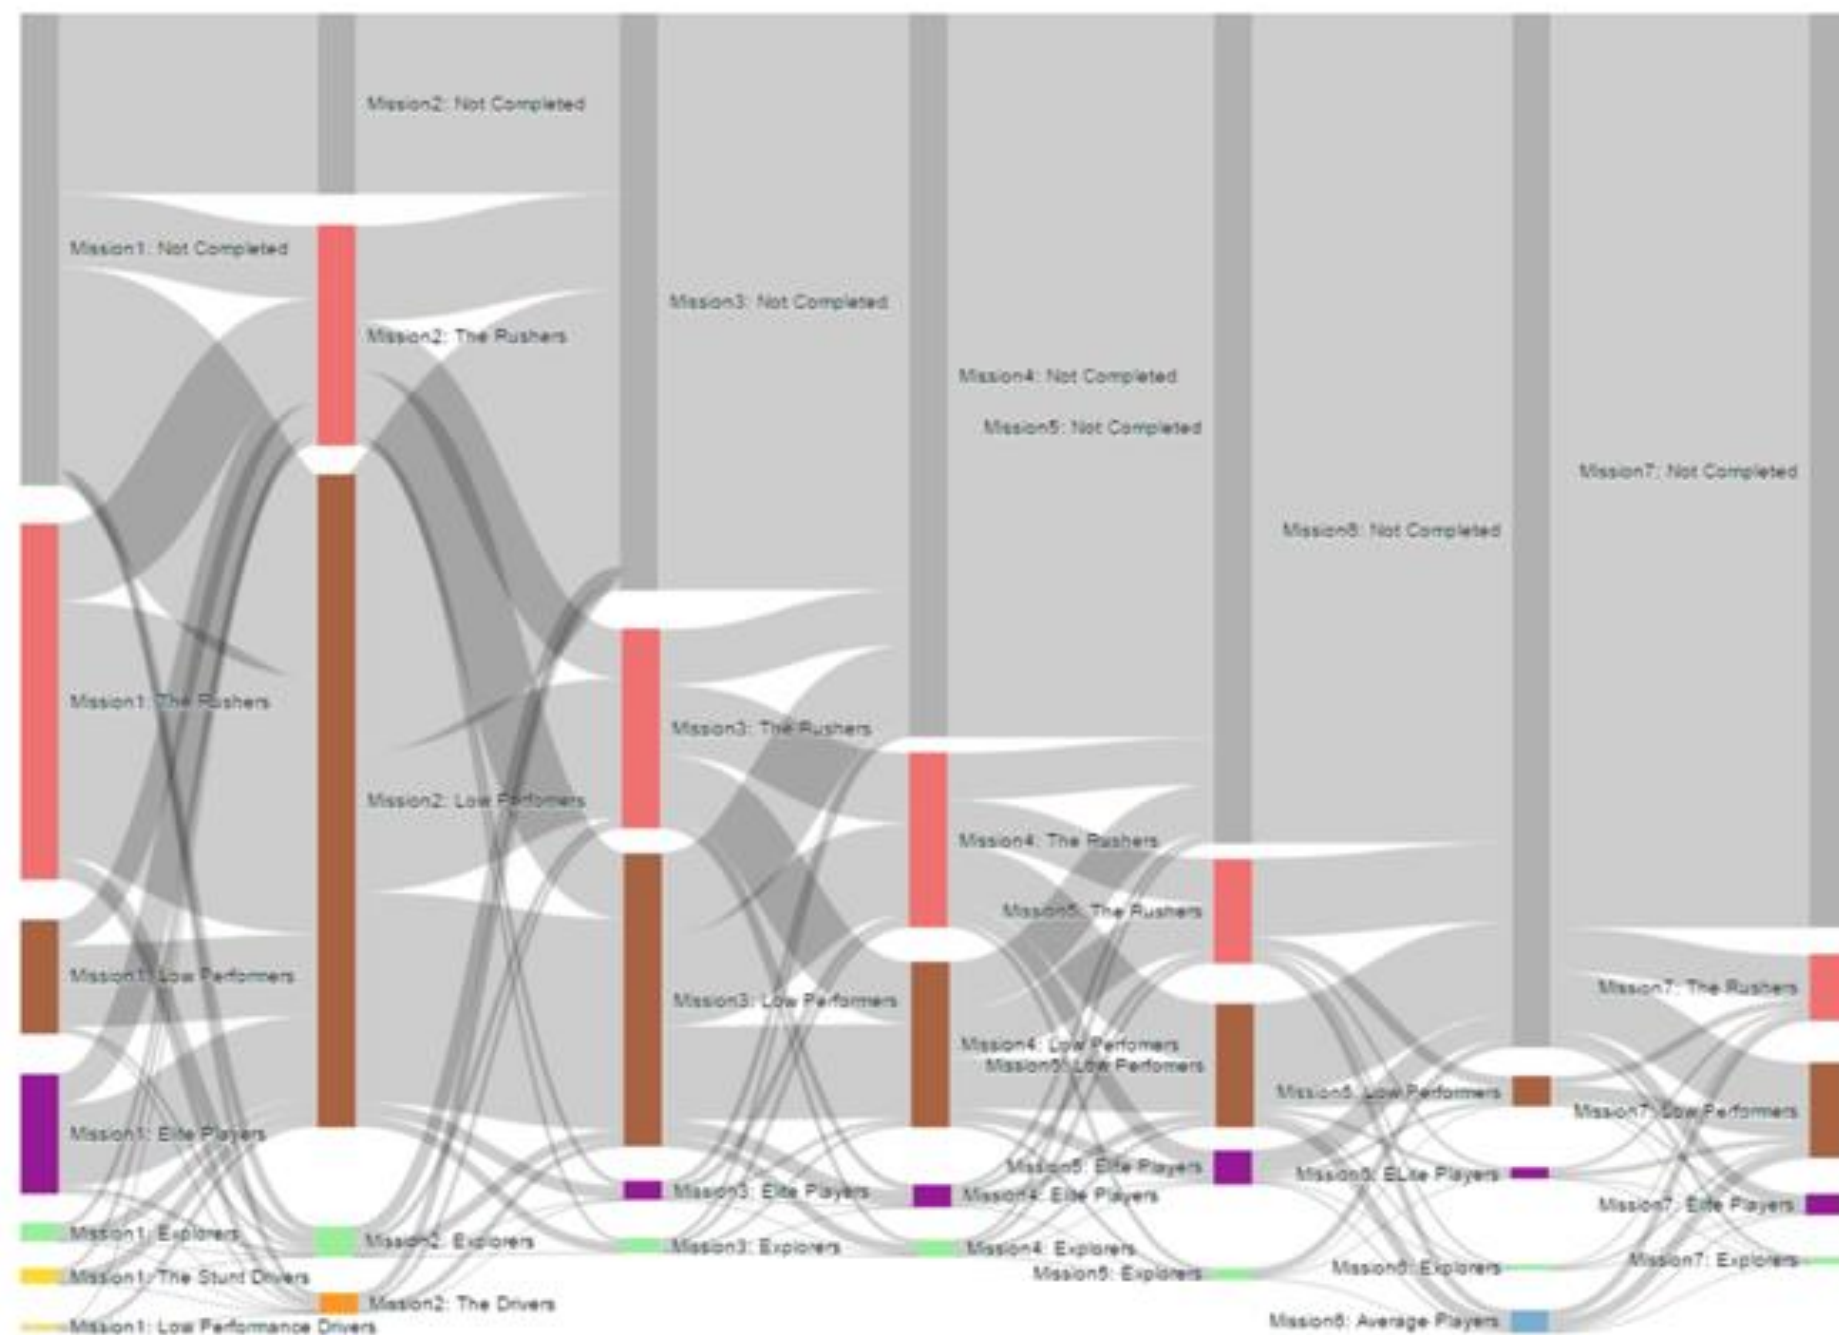 Mission1: Not Completed
Mission1: The Rushers
Mission1: Low Performers
Mission1: Elite Players
Mission1: Explorers
Mission1: The Stunt Drivers
Mission1: Low Performance Drivers
Mission2: Not Completed
Mission2: The Rushers
Mission2: Low Perfomers
Mission2: Explorers
Mission2: The Drivers
Mission3: Not Completed
Mission3: The Rushers
Mission3: Low Performers
Mission3: Elite Players
Mission3: Explorers
Mission4: Not Completed
Mission4: The Rushers
Mission4: Low Perfomers
Mission4: Elite Players
Mission4: Explorers
Mission5: Not Completed
Mission5: The Rushers
Mission5: Low Perfomers
Mission5: Elite Players
Mission5: Explorers
Mission6: Not Completed
Mission6: Low Performers
Mission6: ELite Players
Mission6: Explorers
Mission6: Average Players
Mission7: Not Completed
Mission7: The Rushers
Mission7: Low Performers
Mission7: Elite Players
Mission7: Explorers